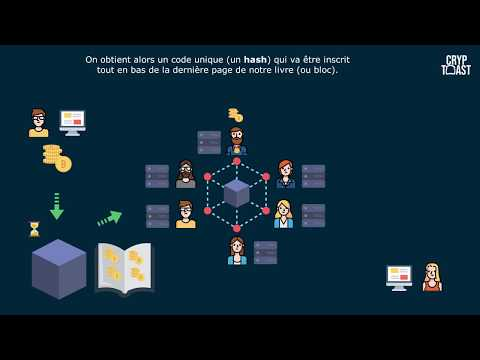 On obtient alors un code unique (un hash) qui va être inscrit
tout en bas de la dernière page de notre livre (ou bloc).
CRYP
TOAST